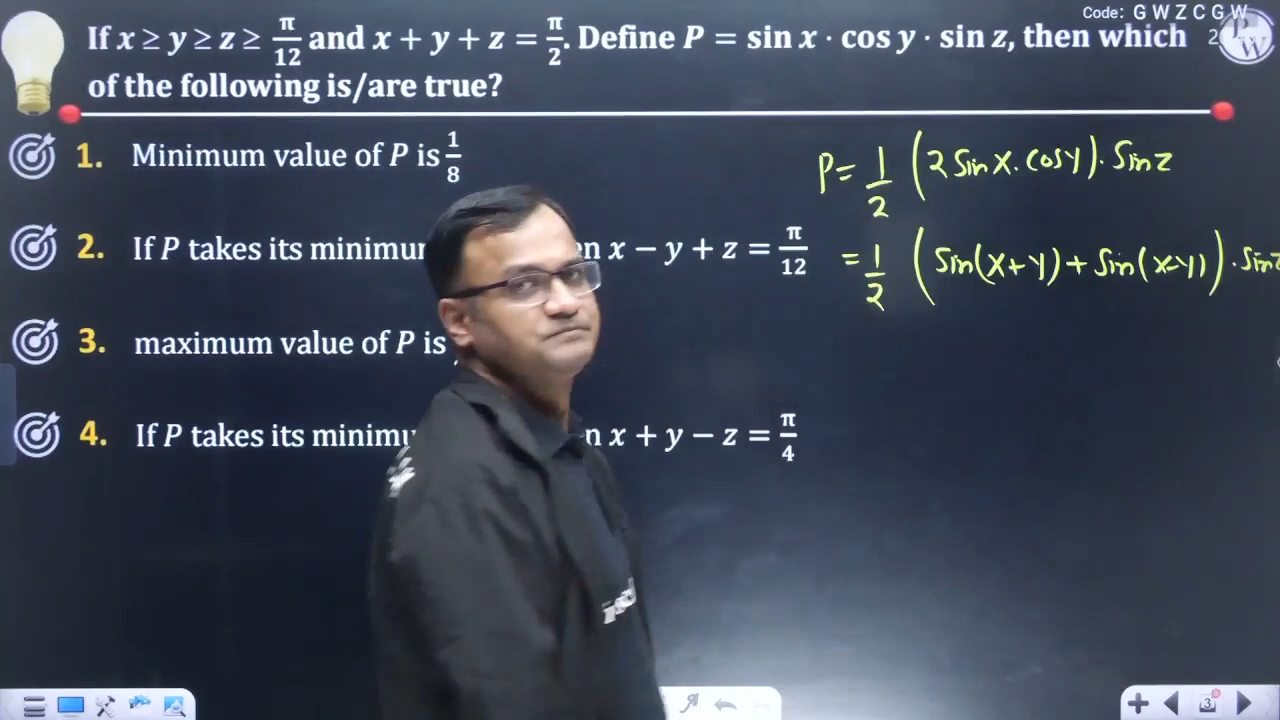 Code: G W Z C G W
If x ≥ y ≥ z ≥ π/12 and x + y + z = π/2. Define P = sin x · cos y · sin z, then which
of the following is/are true?
1. Minimum value of P is 1/8
P = 1/2 (2 sin x. cos y). sin z
2. If P takes its x − y + z = π/12
= 1/2 (sin(x+y) + sin(x-y)). sin
3. maximum value of P is
4. If P takes its x + y − z = π/4
PW
3